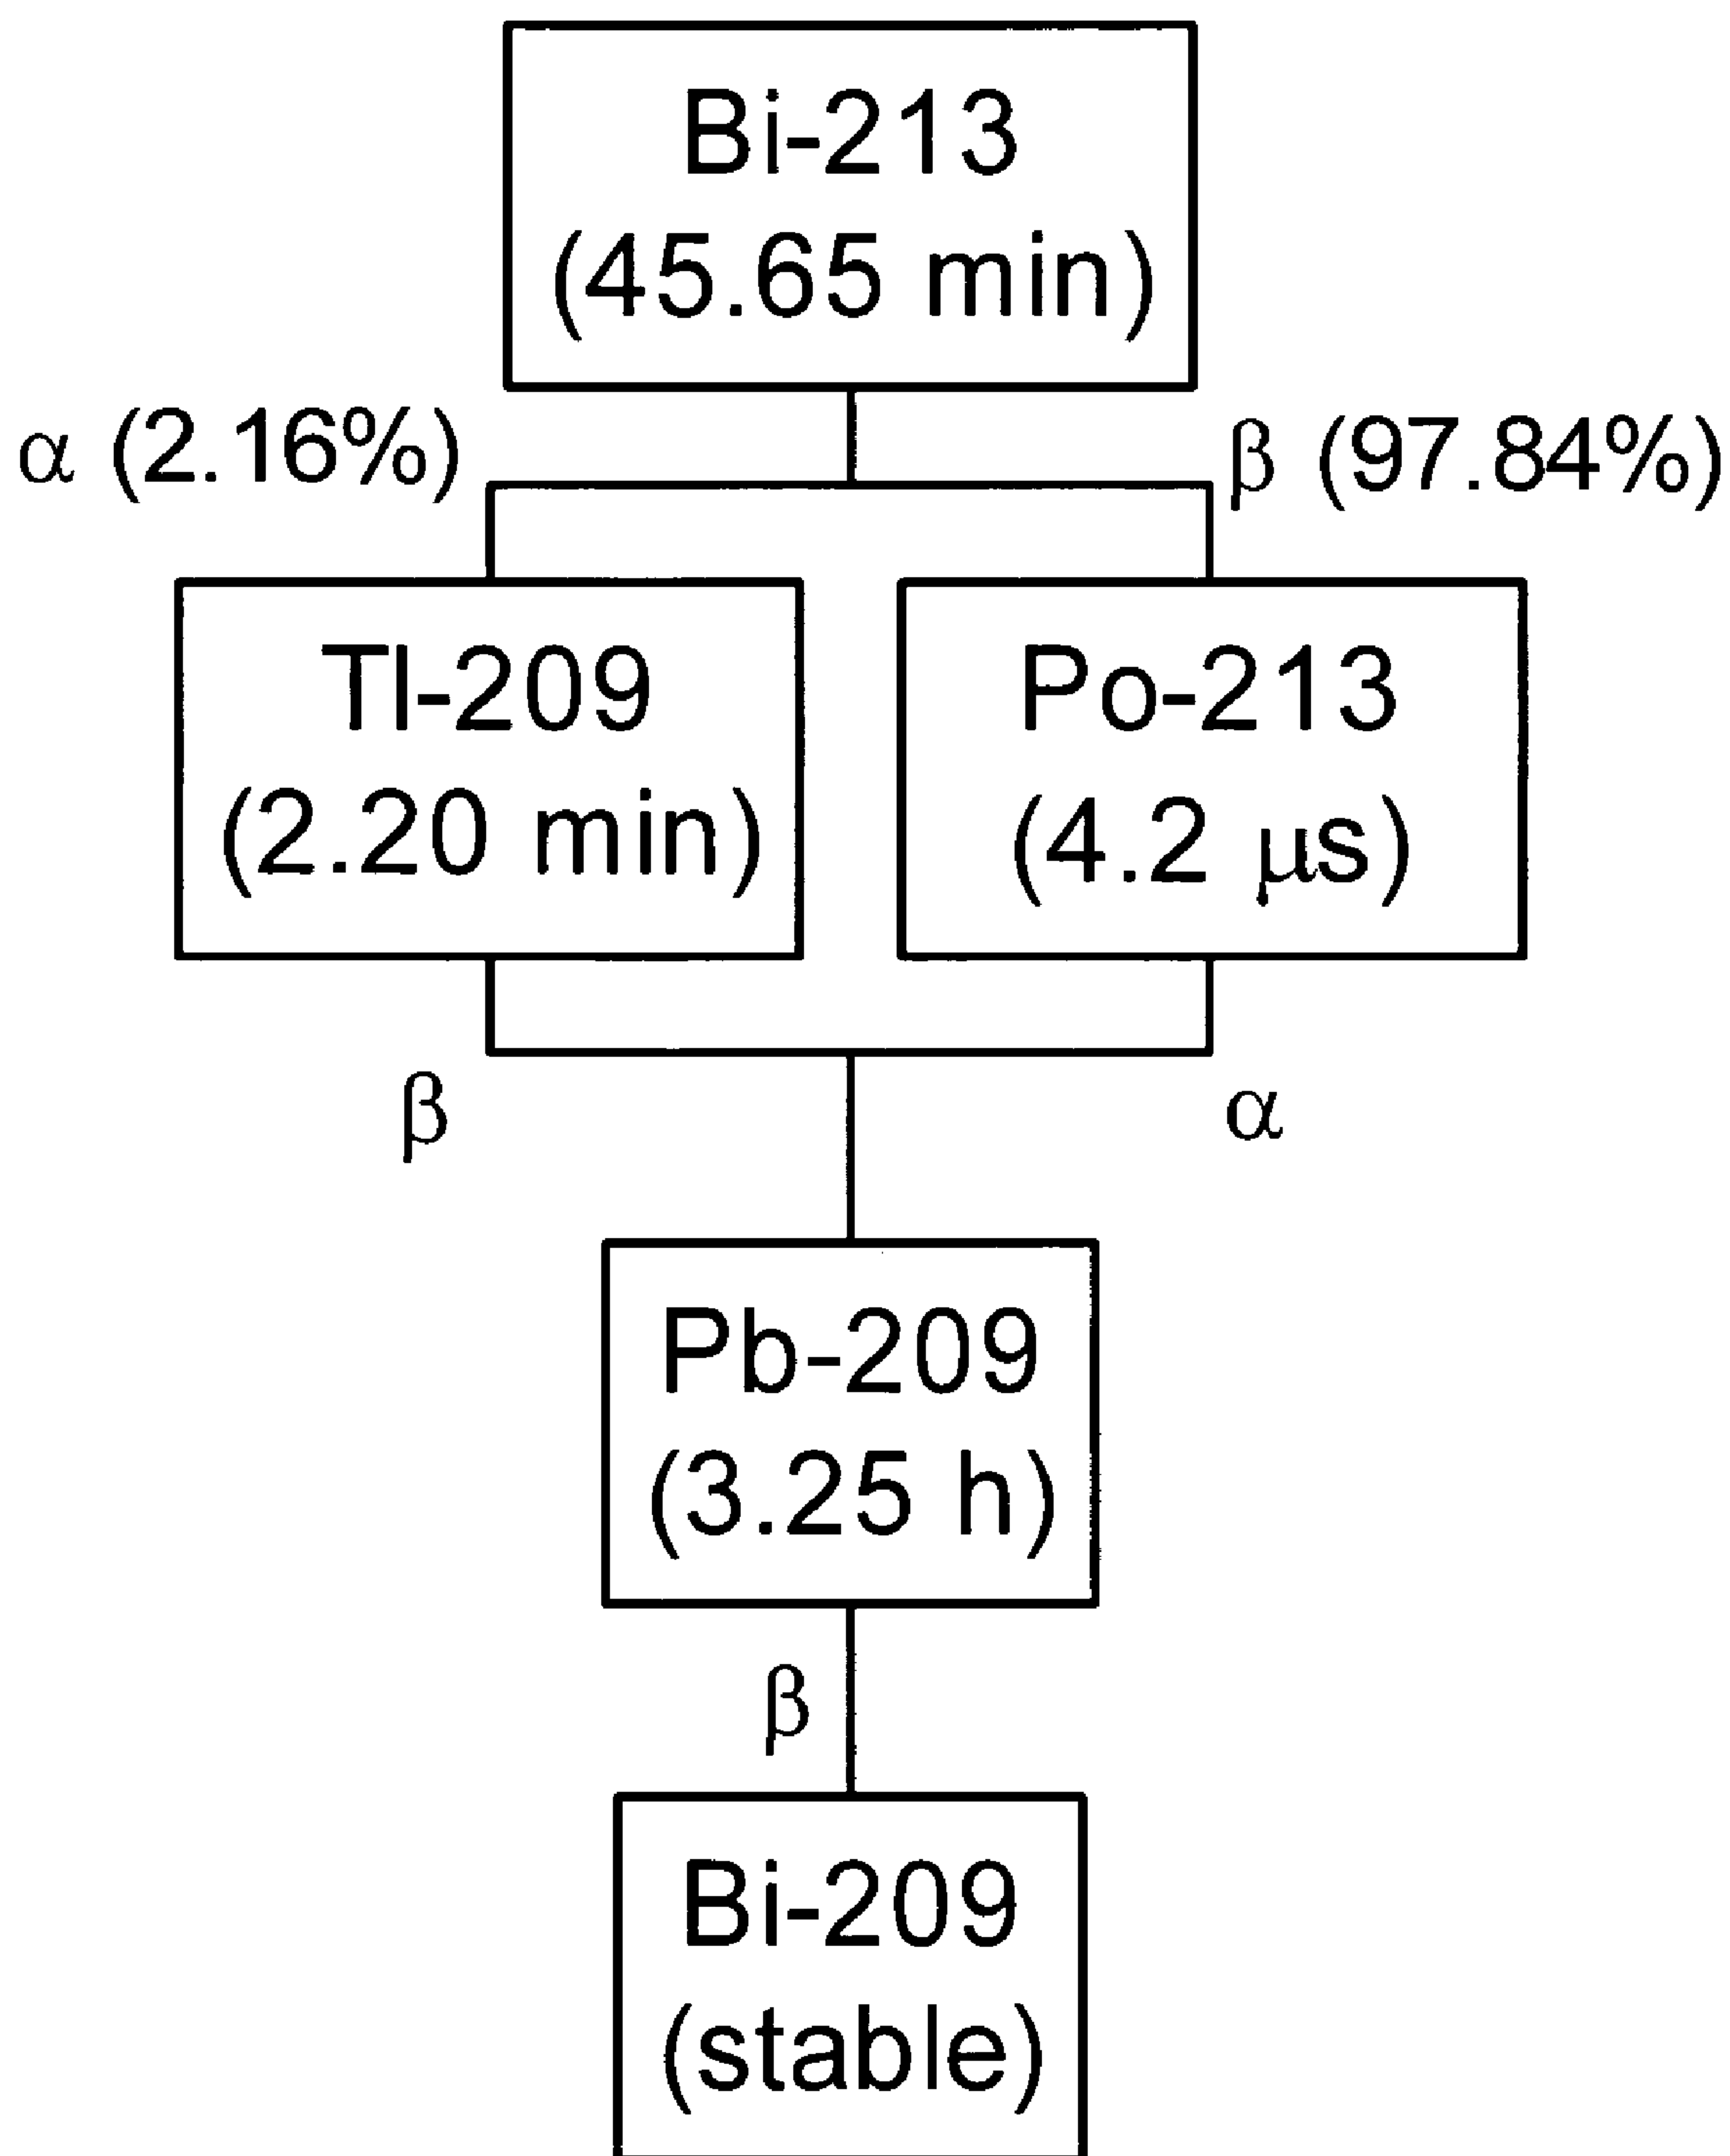 Bi-213
(45.65 min)
α (2.16%)
β (97.84%)
Tl-209
(2.20 min)
Po-213
(4.2 μs)
β
α
Pb-209
(3.25 h)
β
Bi-209
(stable)